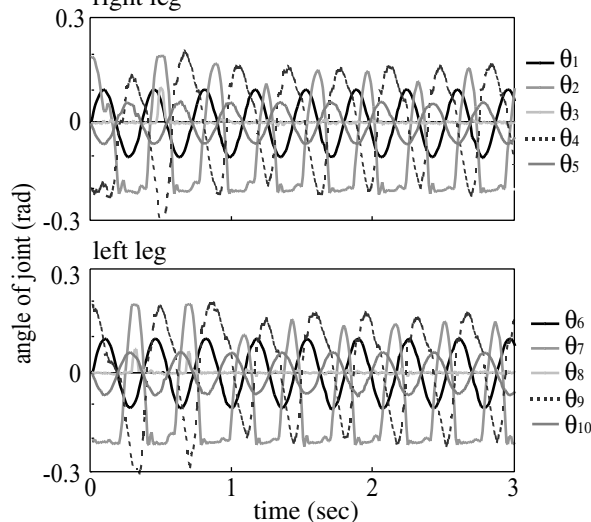 right leg
0.3
0
-0.3
θ1
θ2
θ3
θ4
θ5
angle of joint (rad)
left leg
0.3
0
-0.3
θ6
θ7
θ8
θ9
θ10
0 1 2 3
time (sec)